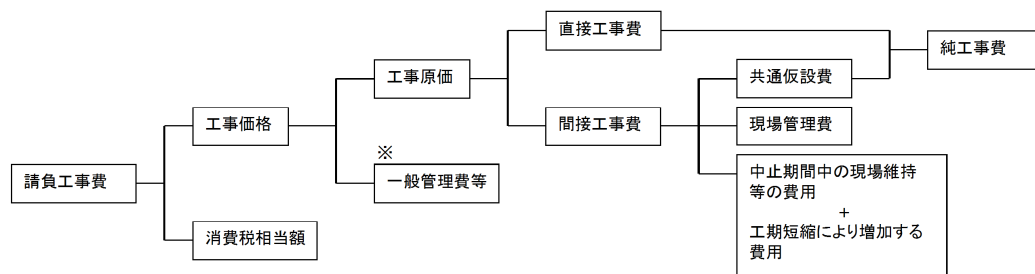 直接工事費
純工事費
工事原価
共通仮設費
工事価格
間接工事費
現場管理費
※
請負工事費
一般管理費等
中止期間中の現場維持
等の費用
+
工期短縮により増加する
費用
消費税相当額